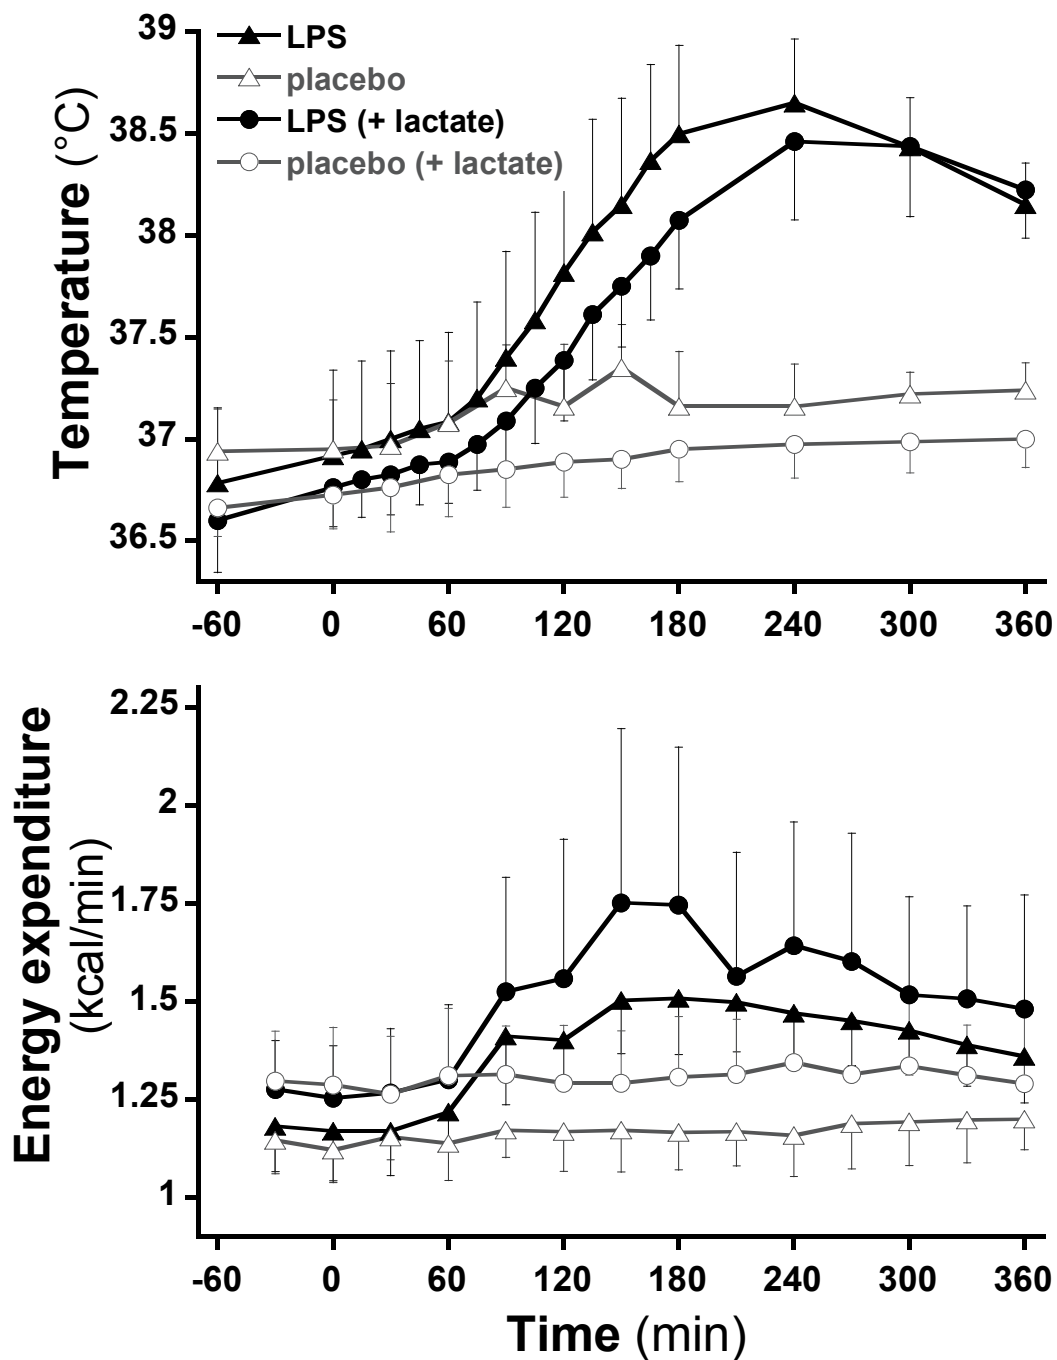 39
38.5
38
37.5
37
36.5
Temperature (°C)
LPS
placebo
LPS (+ lactate)
placebo (+ lactate)
-60 0 60 120 180 240 300 360
2.25
2
1.75
1.5
1.25
1
Energy expenditure
(kcal/min)
-60 0 60 120 180 240 300 360
Time (min)